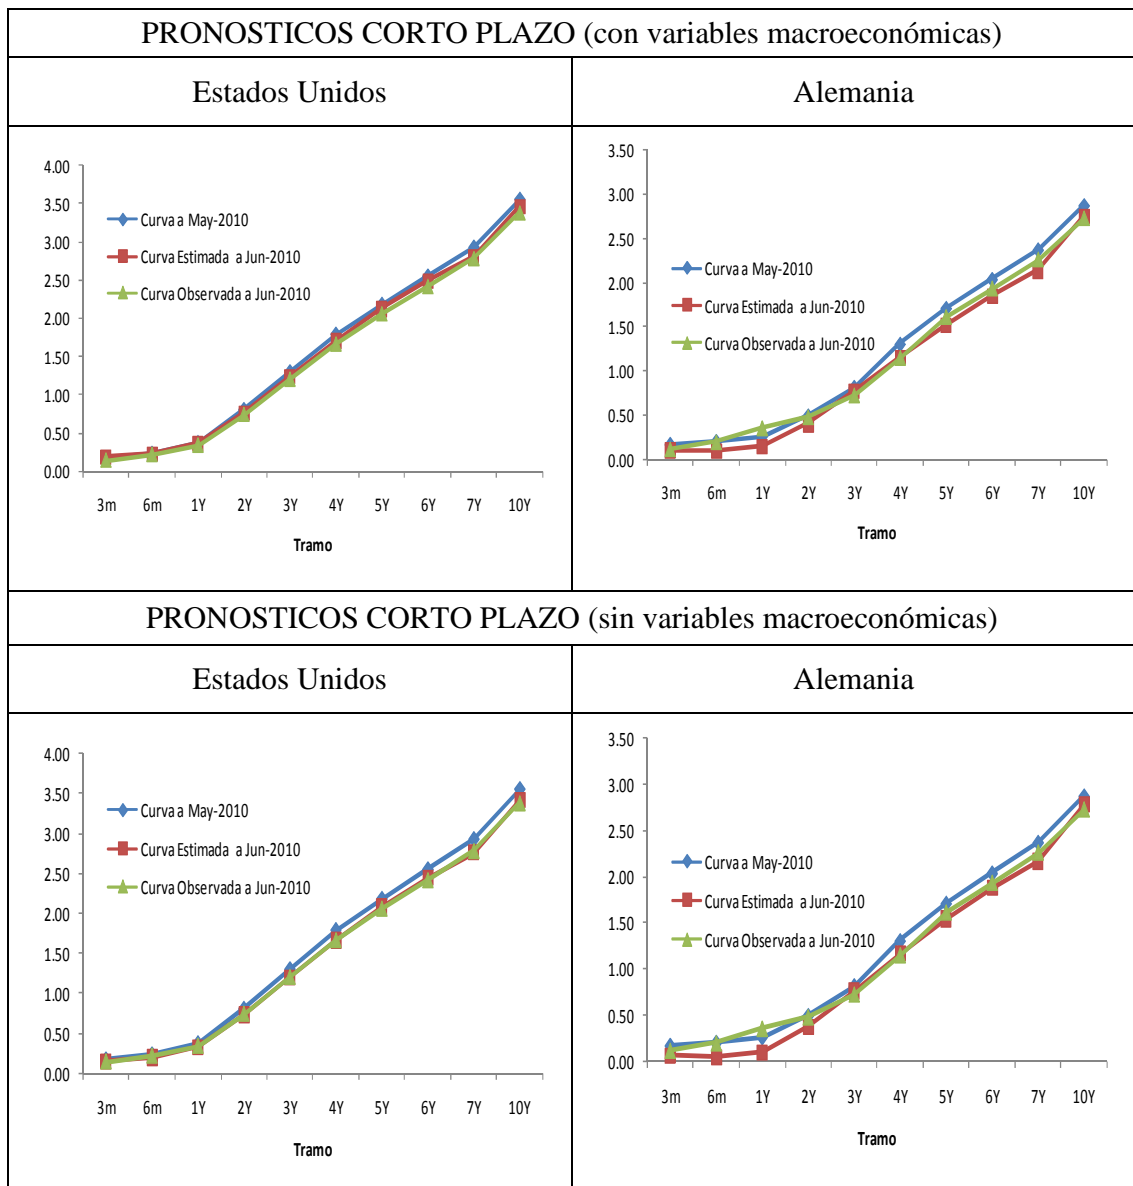 PRONOSTICOS CORTO PLAZO (con variables macroeconómicas)
Estados Unidos
Alemania
4.00
3.50
3.00
2.50
2.00
1.50
1.00
0.50
0.00
Curva a May-2010
Curva Estimada a Jun-2010
Curva Observada a Jun-2010
3m 6m 1Y 2Y 3Y 4Y 5Y 6Y 7Y 10Y
Tramo
3.50
3.00
2.50
2.00
1.50
1.00
0.50
0.00
Curva a May-2010
Curva Estimada a Jun-2010
Curva Observada a Jun-2010
3m 6m 1Y 2Y 3Y 4Y 5Y 6Y 7Y 10Y
Tramo
PRONOSTICOS CORTO PLAZO (sin variables macroeconómicas)
Estados Unidos
Alemania
4.00
3.50
3.00
2.50
2.00
1.50
1.00
0.50
0.00
Curva a May-2010
Curva Estimada a Jun-2010
Curva Observada a Jun-2010
3m 6m 1Y 2Y 3Y 4Y 5Y 6Y 7Y 10Y
Tramo
3.50
3.00
2.50
2.00
1.50
1.00
0.50
0.00
Curva a May-2010
Curva Estimada a Jun-2010
Curva Observada a Jun-2010
3m 6m 1Y 2Y 3Y 4Y 5Y 6Y 7Y 10Y
Tramo